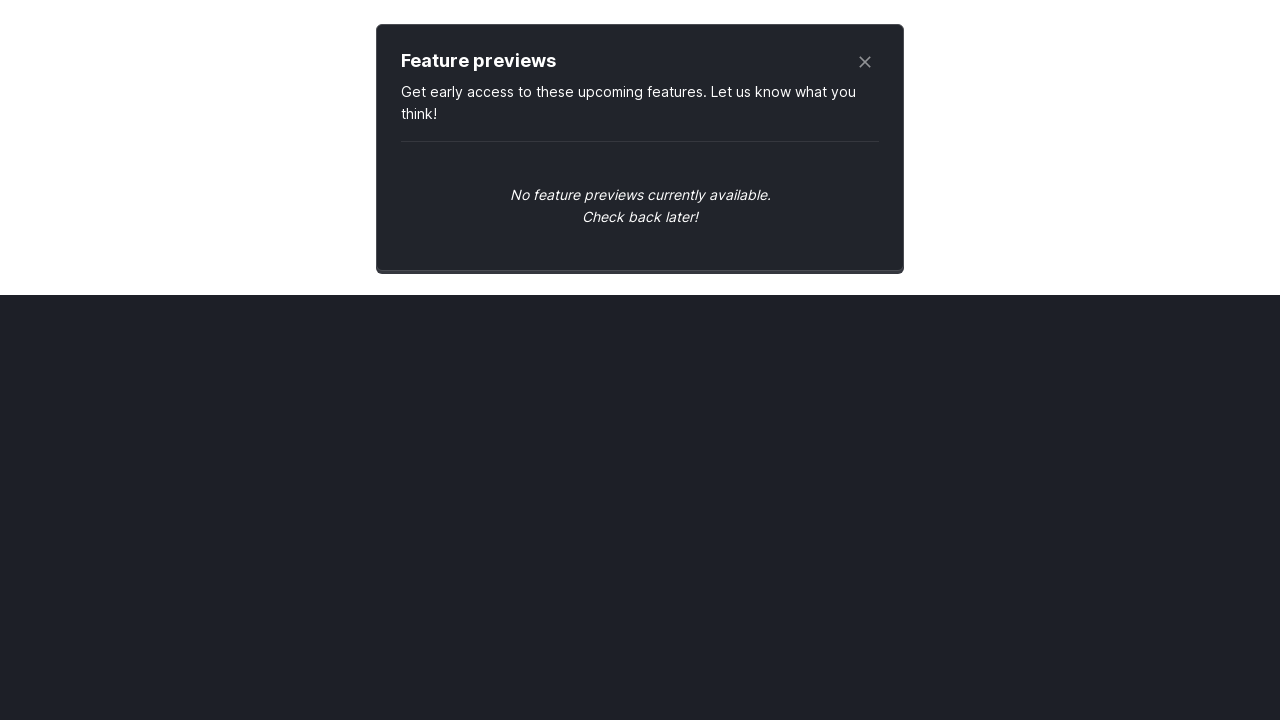 Feature previews
Get early access to these upcoming features. Let us know what you
think!
No feature previews currently available.
Check back later!